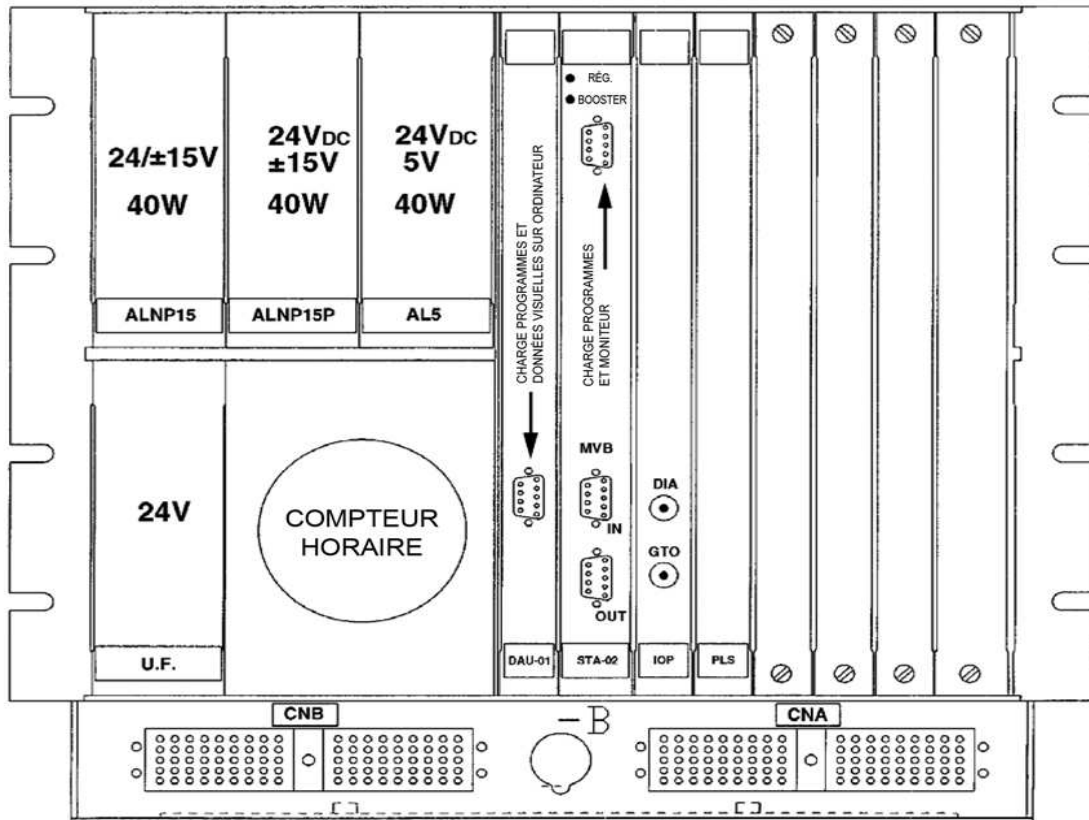 24/±15V
40W
ALNP15
24VDC
±15V
40W
ALNP15P
24VDC
5V
40W
AL5
24V
U.F.
COMPTEUR
HORAIRE
CHARGE PROGRAMMES ET
DONNÉES VISUELLES SUR ORDINATEUR
DAU-01
RÉG.
BOOSTER
CHARGE PROGRAMMES
ET MONITEUR
MVB
IN
OUT
STA-02
DIA
GTO
IOP
PLS
CNB
-B
CNA